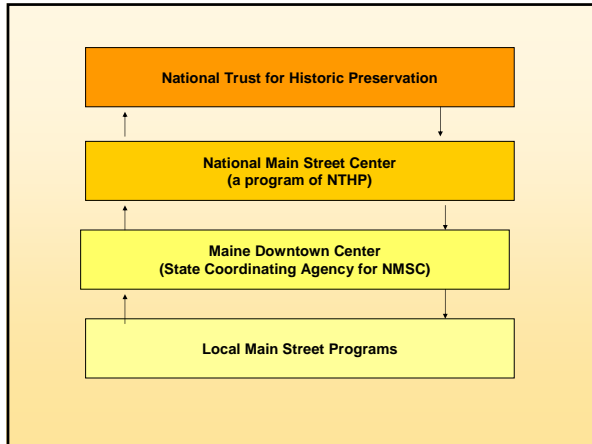 National Trust for Historic Preservation
National Main Street Center
(a program of NTHP)
Maine Downtown Center
(State Coordinating Agency for NMSC)
Local Main Street Programs